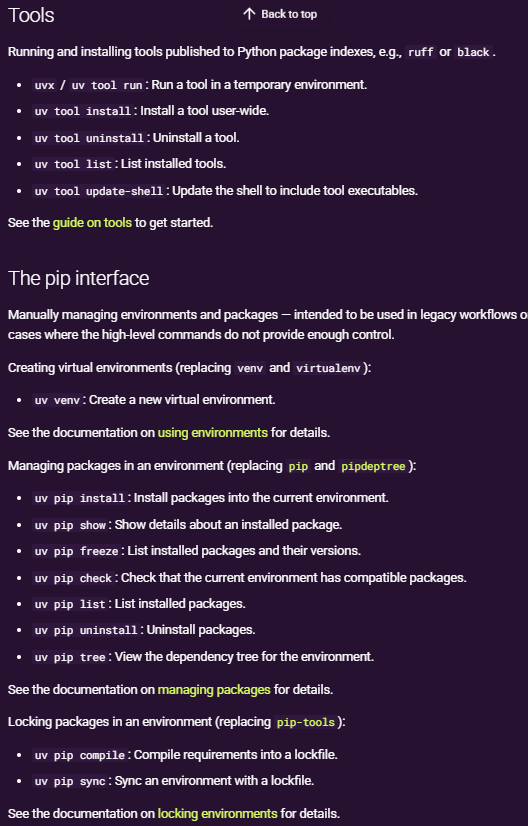 Tools
Back to top
Running and installing tools published to Python package indexes, e.g., ruff or black.
uvx / uv tool run: Run a tool in a temporary environment.
uv tool install: Install a tool user-wide.
uv tool uninstall: Uninstall a tool.
uv tool list: List installed tools.
uv tool update-shell: Update the shell to include tool executables.
See the guide on tools to get started.
The pip interface
Manually managing environments and packages — intended to be used in legacy workflows o
cases where the high-level commands do not provide enough control.
Creating virtual environments (replacing venv and virtualenv):
uv venv: Create a new virtual environment.
See the documentation on using environments for details.
Managing packages in an environment (replacing pip and pipdeptree):
uv pip install: Install packages into the current environment.
uv pip show: Show details about an installed package.
uv pip freeze: List installed packages and their versions.
uv pip check: Check that the current environment has compatible packages.
uv pip list: List installed packages.
uv pip uninstall: Uninstall packages.
uv pip tree: View the dependency tree for the environment.
See the documentation on managing packages for details.
Locking packages in an environment (replacing pip-tools):
uv pip compile: Compile requirements into a lockfile.
uv pip sync: Sync an environment with a lockfile.
See the documentation on locking environments for details.